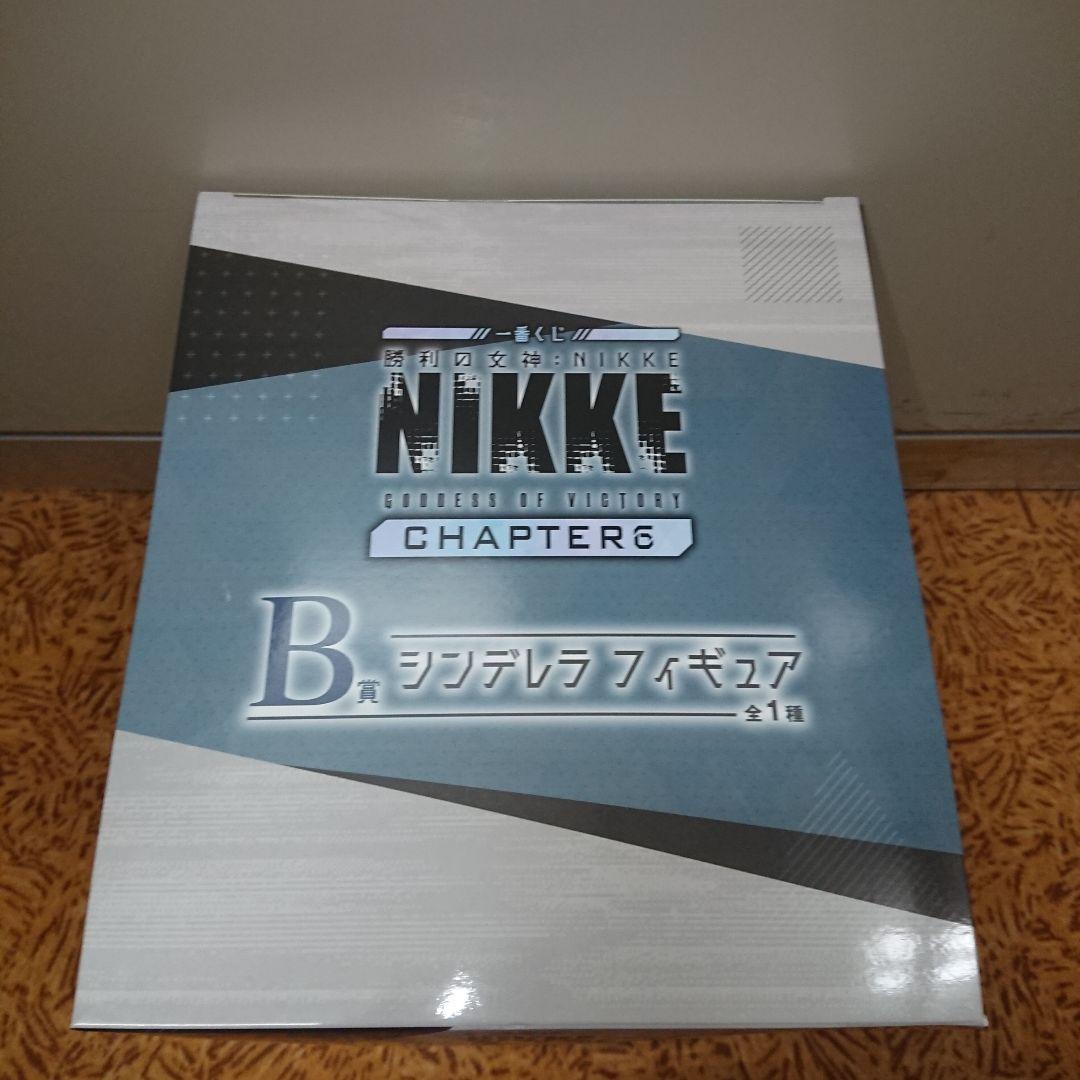 一番くじ
勝利の女神:NIKKE
NIKKE
GODDESS OF VICTORY
CHAPTER6
B賞 シンデレラ フィギュア
全1種